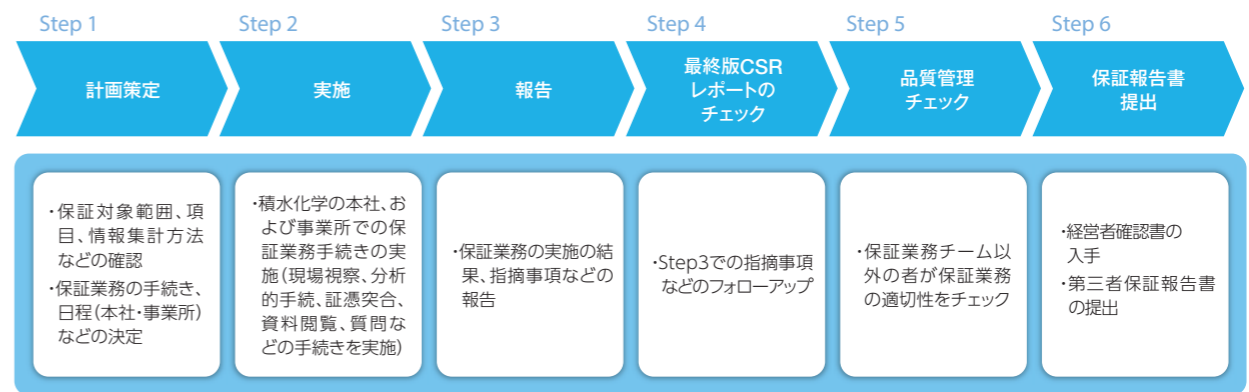 Step 1
Step 2
Step 3
Step 4
Step 5
Step 6
計画策定
実施
報告
最終版CSR
レポートの
チェック
品質管理
チェック
保証報告書
提出
・保証対象範囲、項
目、情報集計方法
などの確認
・保証業務の手続き、
日程(本社・事業所)
などの決定
・積水化学の本社、お
よび事業所での保
証業務手続きの実
施(現場視察、分析
的手続、証憑突合、
資料閲覧、質問な
どの手続きを実施)
・保証業務の実施の結
果、指摘事項などの
報告
・Step3での指摘事項
などのフォローアップ
・保証業務チーム以
外の者が保証業務
の適切性をチェック
・経営者確認書の
入手
・第三者保証報告書
の提出